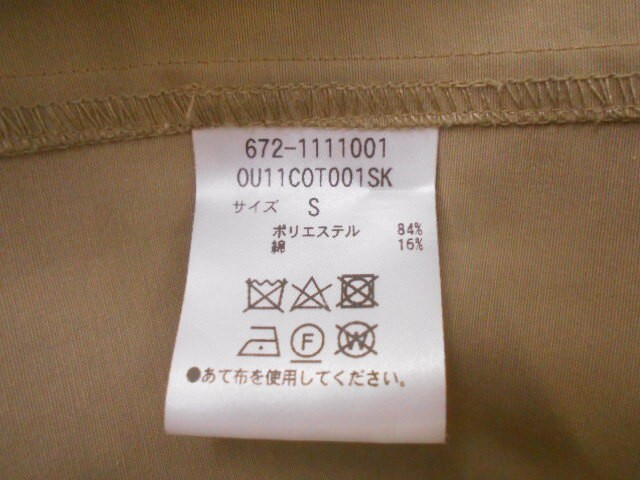 672-1111001
OU11COT001SK
サイズ S
ポリエステル 84%
綿 16%
F W
●あて布を使用してください。